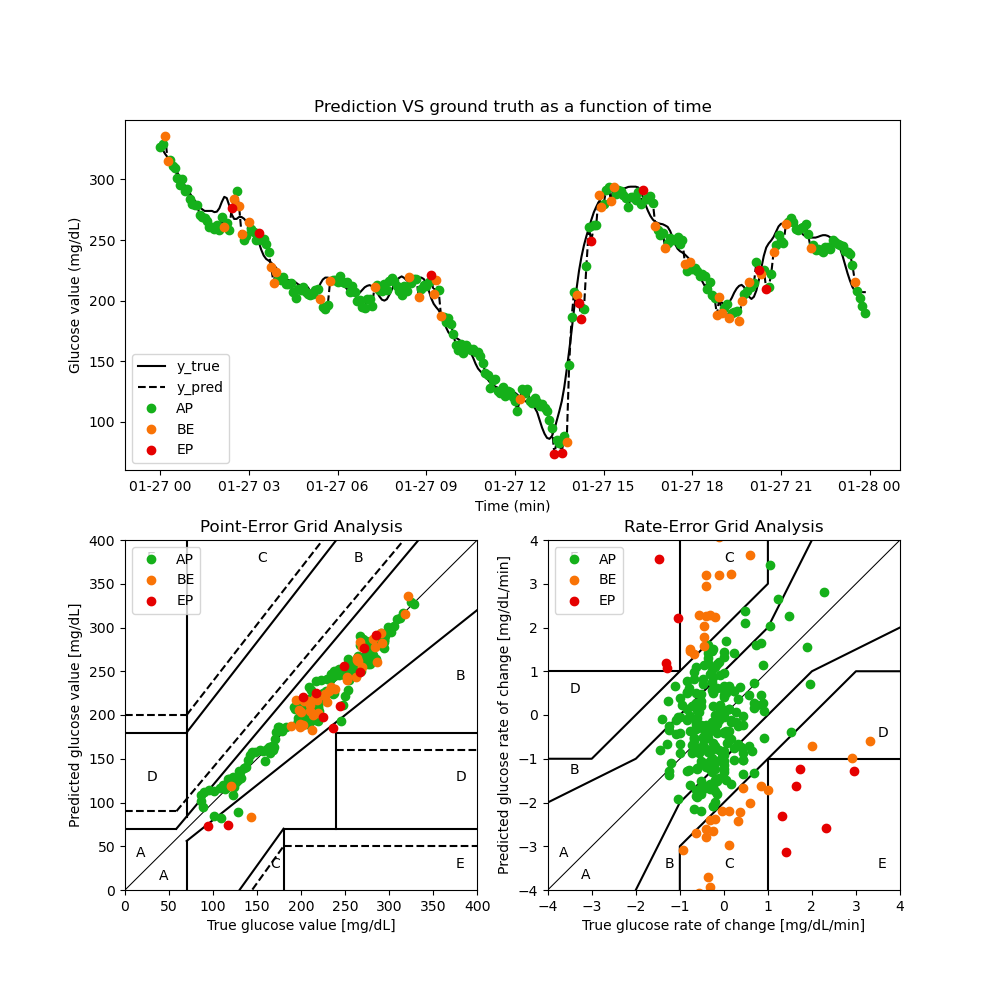 Prediction VS ground truth as a function of time
Glucose value (mg/dL)
300
250
200
150
100
y_true
y_pred
AP
BE
EP
01-27 00 01-27 03 01-27 06 01-27 09 01-27 12 01-27 15 01-27 18 01-27 21 01-28 00
Time (min)
Point-Error Grid Analysis
Predicted glucose value [mg/dL]
400
350
300
250
200
150
100
50
0
AP
BE
EP
C
B
B
D
D
A
A
C
E
0 50 100 150 200 250 300 350 400
True glucose value [mg/dL]
Rate-Error Grid Analysis
Predicted glucose rate of change [mg/dL/min]
4
3
2
1
0
−1
−2
−3
−4
AP
BE
EP
C
D
D
B
A
A
B
C
E
−4 −3 −2 −1 0 1 2 3 4
True glucose rate of change [mg/dL/min]